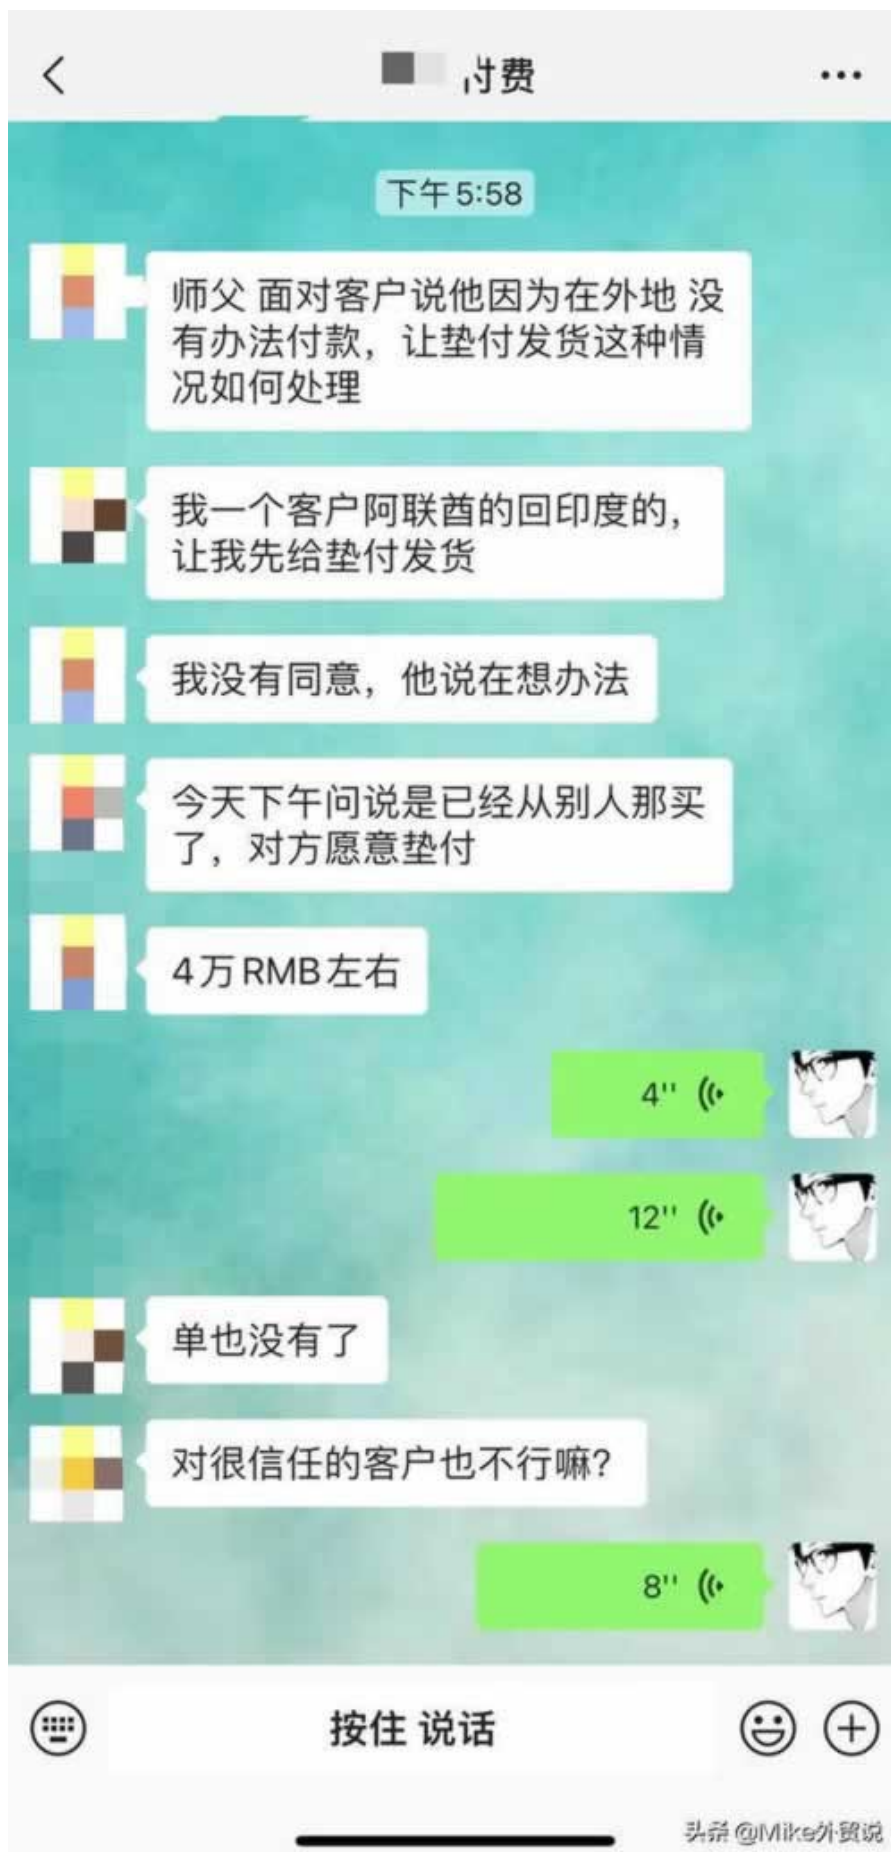 付费
下午5:58
师父 面对客户说他因为在外地 没
有办法付款，让垫付发货这种情
况如何处理
我一个客户阿联酋的回印度的，
让我先给垫付发货
我没有同意，他说在想办法
今天下午问说是已经从别人那买
了，对方愿意垫付
4万RMB左右
4''
12''
单也没有了
对很信任的客户也不行嘛?
8''
按住 说话
头条 @Mike外贸说